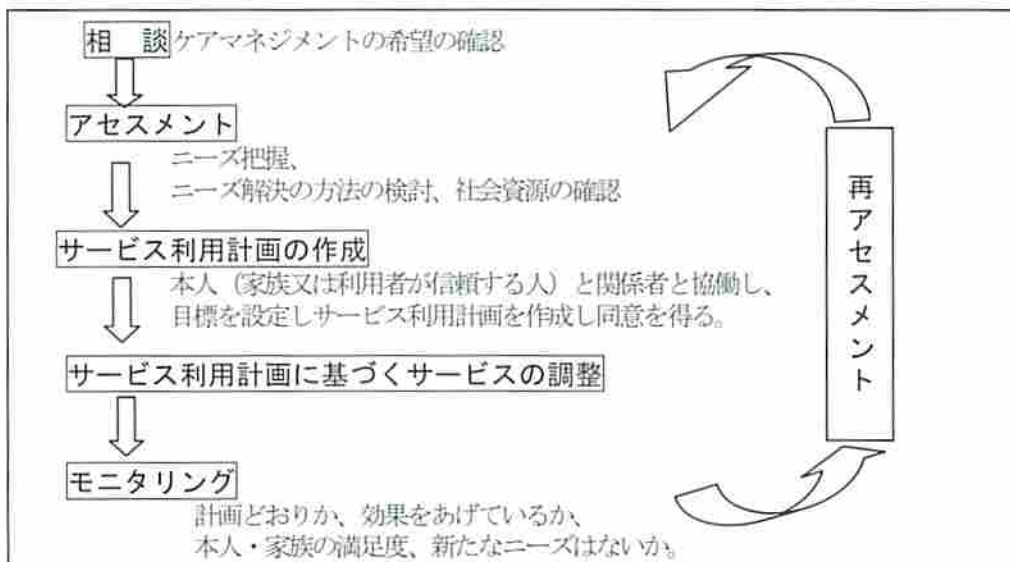 相　談 ケアマネジメントの希望の確認
アセスメント
ニーズ把握、
ニーズ解決の方法の検討、社会資源の確認
サービス利用計画の作成
本人（家族又は利用者が信頼する人）と関係者と協働し、
目標を設定しサービス利用計画を作成し同意を得る。
サービス利用計画に基づくサービスの調整
モニタリング
計画どおりか、効果をあげているか、
本人・家族の満足度、新たなニーズはないか。
再アセスメント